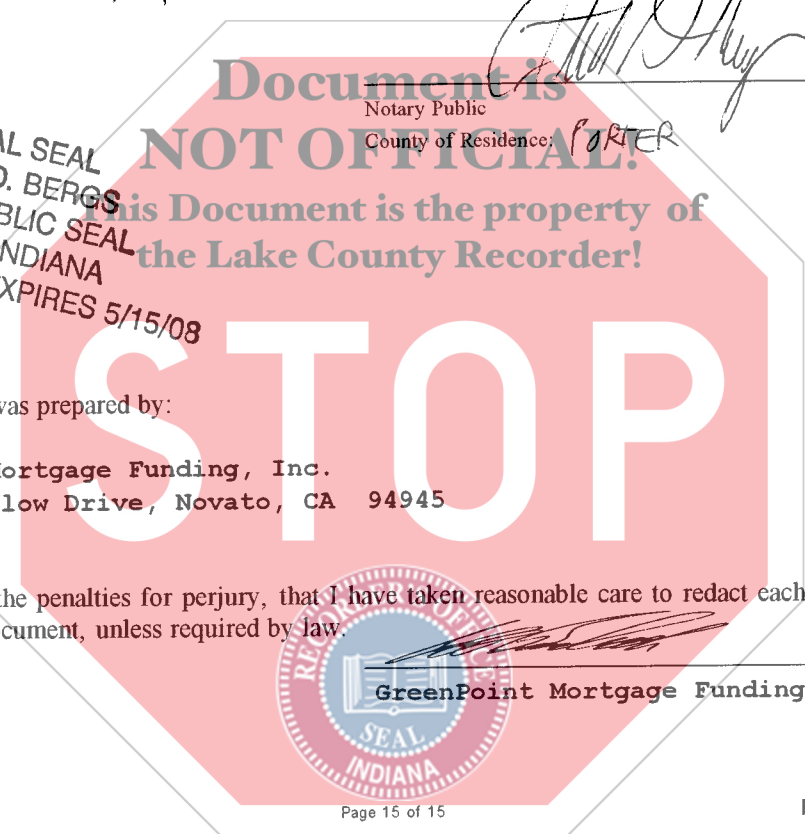 Document is
NOT OFFICIAL!
This Document is the property of
the Lake County Recorder!
STOP
Notary Public
County of Residence: PORTER
AL SEAL
D. BERGS
BLIC SEAL
INDIANA
XPIRES 5/15/08
was prepared by:
ortgage Funding, Inc.
low Drive, Novato, CA 94945
the penalties for perjury, that I have taken reasonable care to redact each
cument, unless required by law.
GreenPoint Mortgage Funding
RECORDER'S OFFICE
SEAL
INDIANA
Page 15 of 15